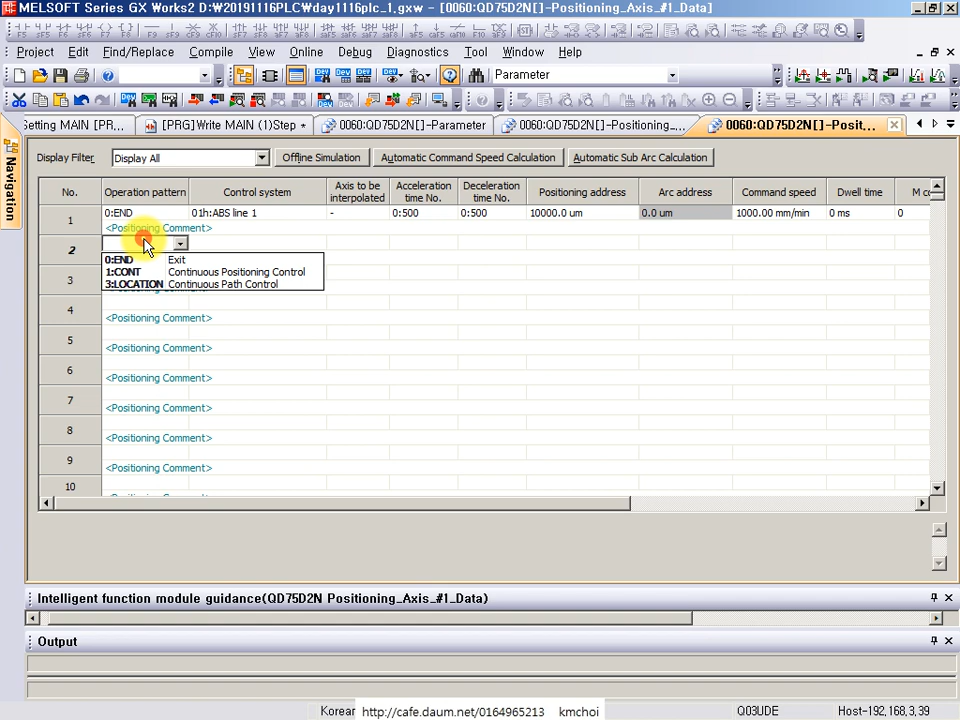 MELSOFT Series GX Works2 D:₩20191116PLC₩day1116plc_1,gxw - [0060:QD75D2N[]-Positioning_Axis_#1_Data]
Project Edit Find/Replace Compile View Online Debug Diagnostics Tool Window Help
Parameter
Setting MAIN [PR... [PRG]Write MAIN (1)Step * 0060:QD75D2N[]-Parameter 0060:QD75D2N[]-Positioning_... 0060:QD75D2N[]-Posit...
Navigation
Display Filter Display All Offline Simulation Automatic Command Speed Calculation Automatic Sub Arc Calculation
No. Operation pattern Control system Axis to be interpolated Acceleration time No. Deceleration time No. Positioning address Arc address Command speed Dwell time M co
1 0:END 01h:ABS line 1 - 0:500 0:500 10000.0 um 0.0 um 1000.00 mm/min 0 ms 0
<Positioning Comment>
2
0:END Exit
1:CONT Continuous Positioning Control
3:LOCATION Continuous Path Control
3
4
<Positioning Comment>
5
<Positioning Comment>
6
<Positioning Comment>
7
<Positioning Comment>
8
<Positioning Comment>
9
<Positioning Comment>
10
Intelligent function module guidance(QD75D2N Positioning_Axis_#1_Data)
Output
Korean http://cafe.daum.net/0164965213 kmchoi Q03UDE Host-192,168,3,39